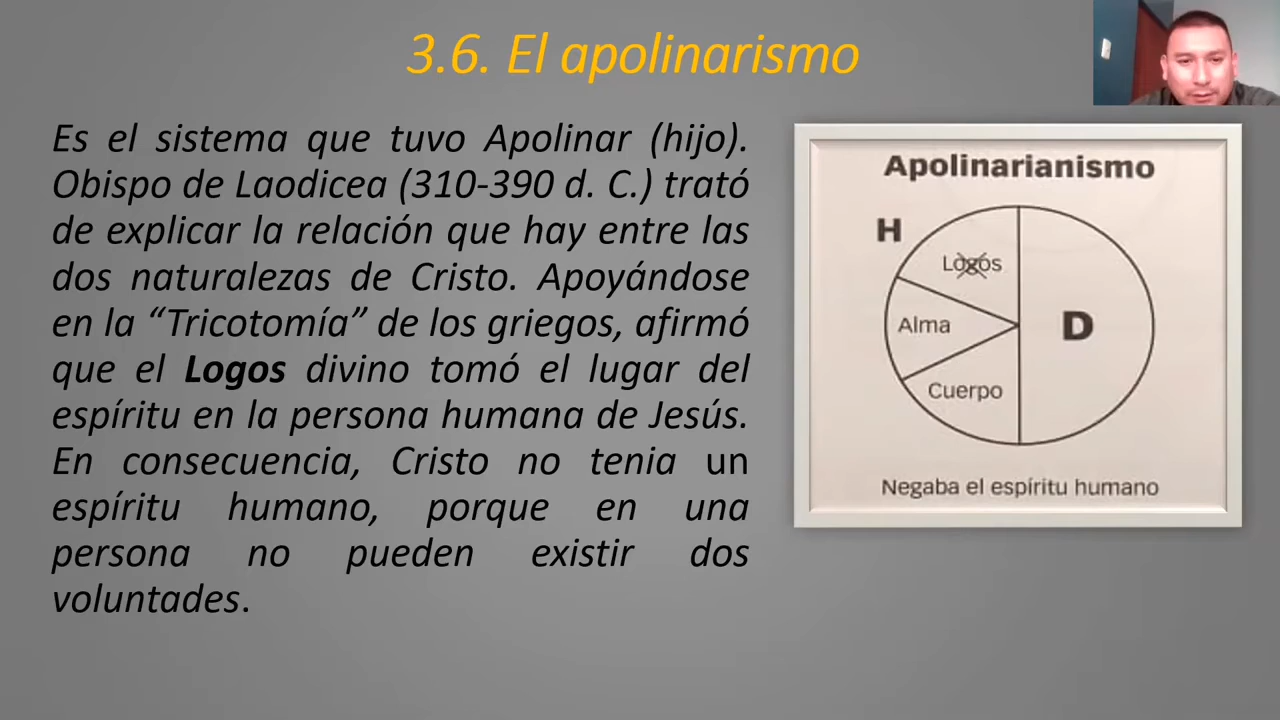 3.6. El apolinarismo
Es el sistema que tuvo Apolinar (hijo).
Obispo de Laodicea (310-390 d. C.) trató
de explicar la relación que hay entre las
dos naturalezas de Cristo. Apoyándose
en la “Tricotomía” de los griegos, afirmó
que el Logos divino tomó el lugar del
espíritu en la persona humana de Jesús.
En consecuencia, Cristo no tenia un
espíritu humano, porque en una
persona no pueden existir dos
voluntades.
Apolinarianismo
H
Logos
Alma
D
Cuerpo
Negaba el espíritu humano